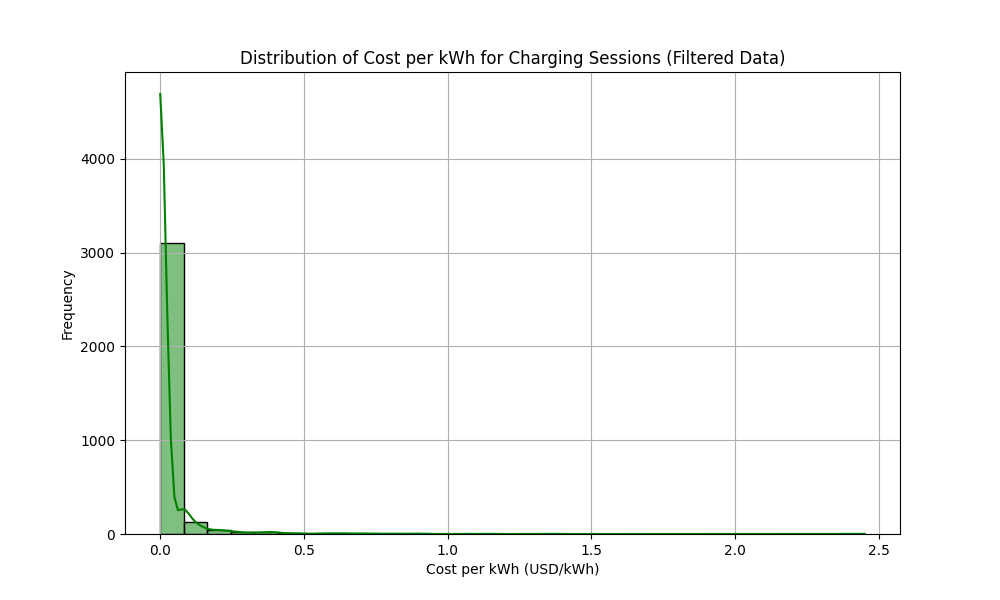 Distribution of Cost per kWh for Charging Sessions (Filtered Data)
Frequency
4000
3000
2000
1000
0
0.0 0.5 1.0 1.5 2.0 2.5
Cost per kWh (USD/kWh)